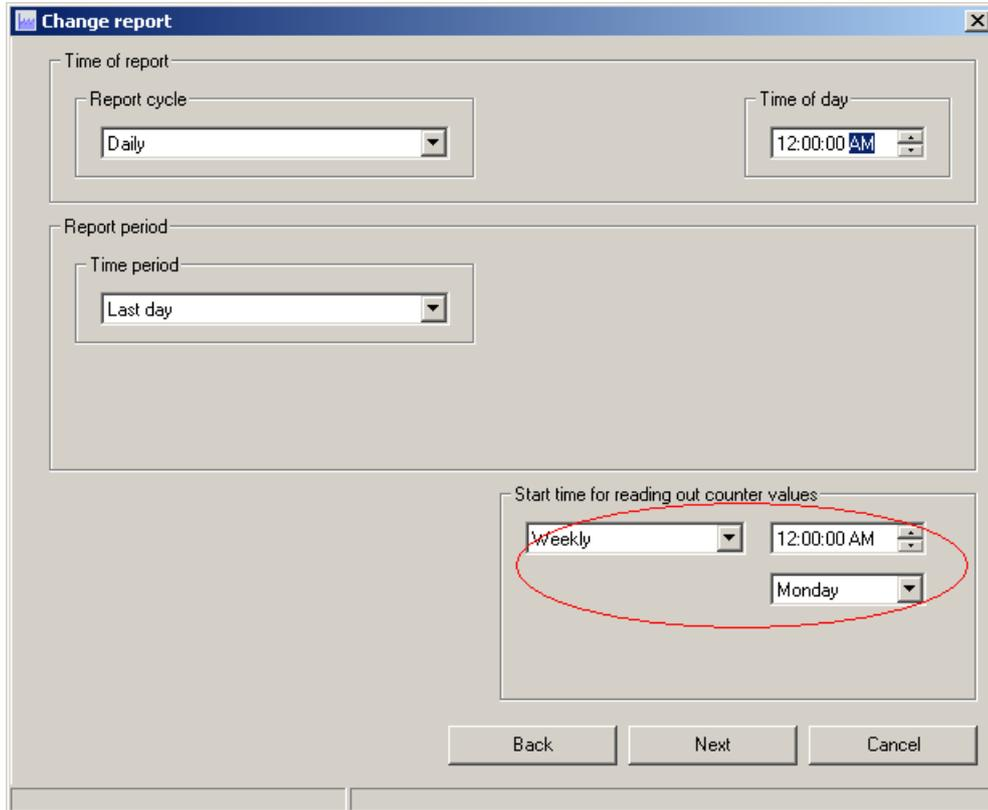 Change report
Time of report
Report cycle
Time of day
Daily
12:00:00 AM
Report period
Time period
Last day
Start time for reading out counter values
Weekly
12:00:00 AM
Monday
Back
Next
Cancel